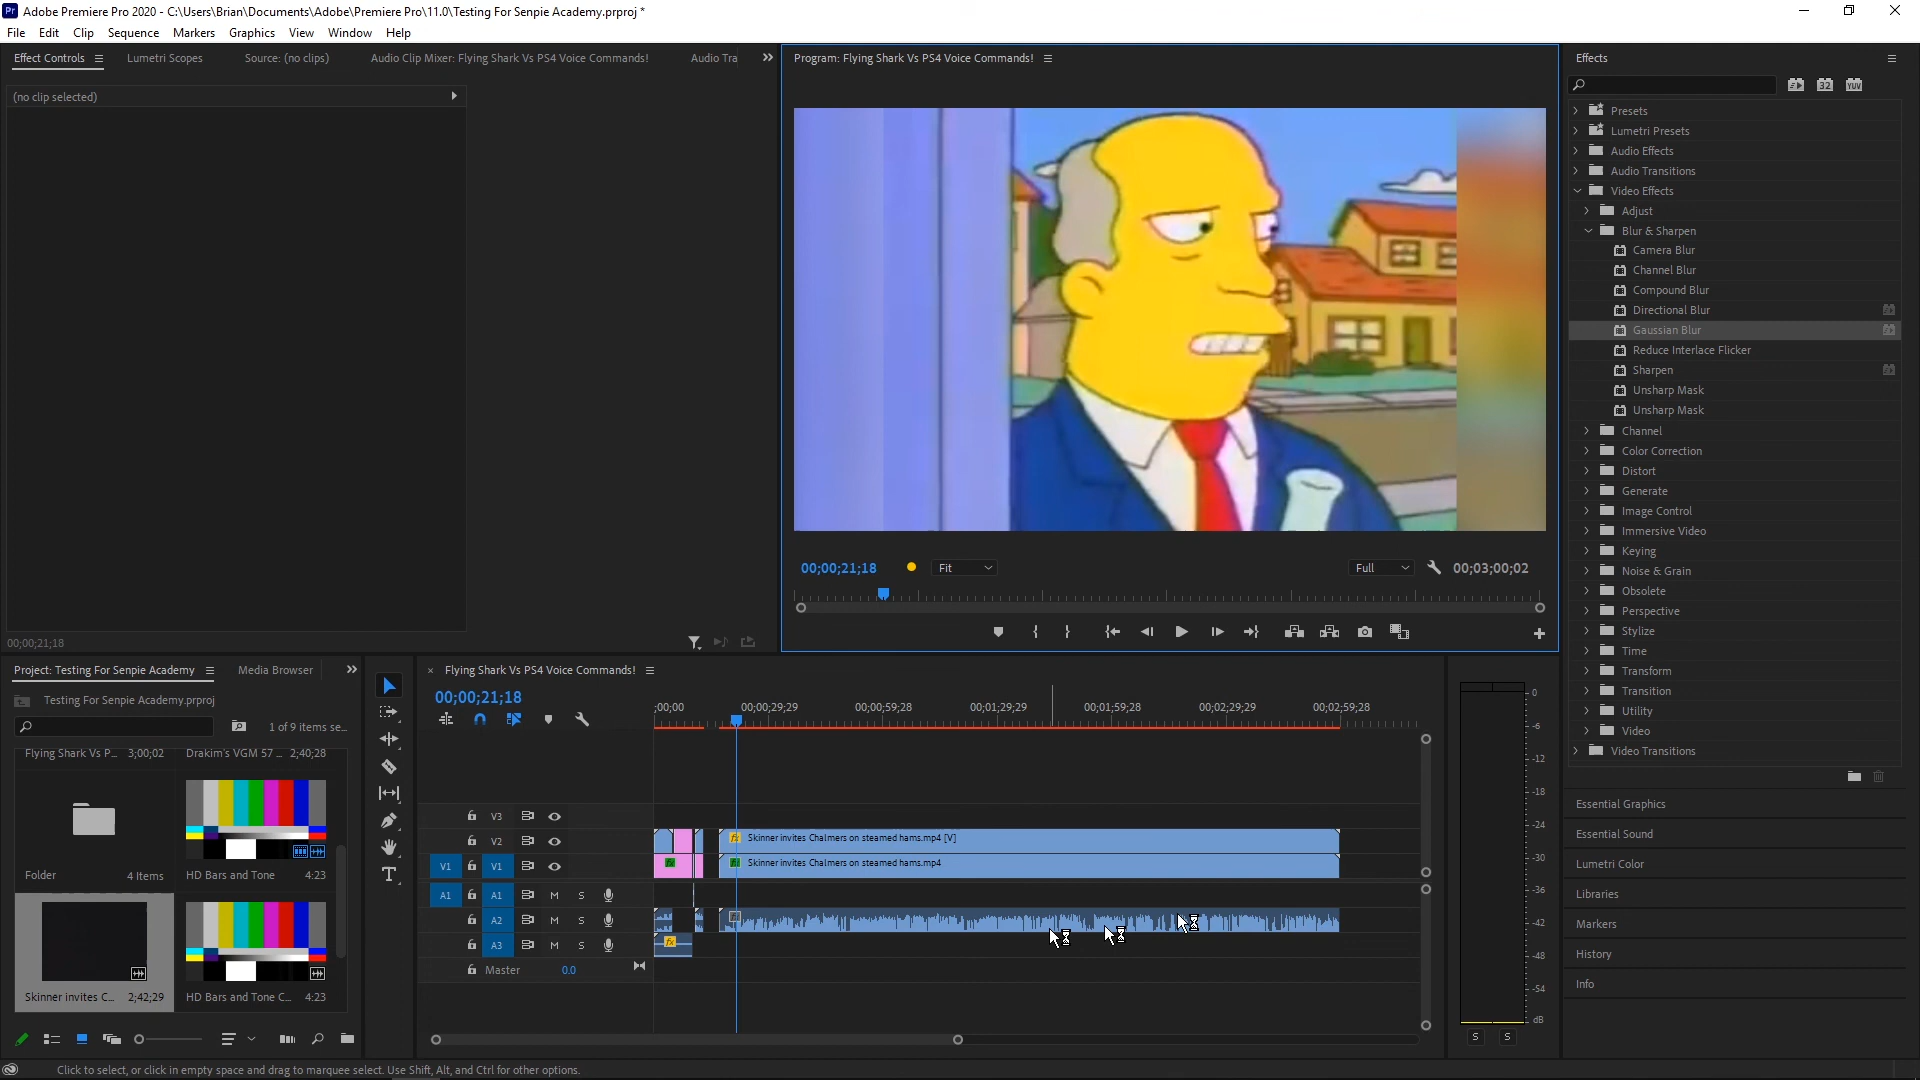 Pr Adobe Premiere Pro 2020 - C:\Users\Brian\Documents\Adobe\Premiere Pro\11.0\Testing For Senpie Academy.prproj *
File Edit Clip Sequence Markers Graphics View Window Help
Effect Controls Lumetri Scopes Source: (no clips) Audio Clip Mixer: Flying Shark Vs PS4 Voice Commands! Audio Tra
(no clip selected)
00;00;21;18
Program: Flying Shark Vs PS4 Voice Commands!
00;00;21;18 Fit Full 00;03;00;02
Effects
32 YUV
Presets
Lumetri Presets
Audio Effects
Audio Transitions
Video Effects
Adjust
Blur & Sharpen
Camera Blur
Channel Blur
Compound Blur
Directional Blur
Gaussian Blur
Reduce Interlace Flicker
Sharpen
Unsharp Mask
Unsharp Mask
Channel
Color Correction
Distort
Generate
Image Control
Immersive Video
Keying
Noise & Grain
Obsolete
Perspective
Stylize
Time
Transform
Transition
Utility
Video
Video Transitions
Essential Graphics
Essential Sound
Lumetri Color
Libraries
Markers
History
Info
Project: Testing For Senpie Academy Media Browser
Testing For Senpie Academy.prproj
1 of 9 items se...
Flying Shark Vs P... 3;00;02 Drakim's VGM 57 ... 2;40;28
Folder 4 Items HD Bars and Tone 4:23
Skinner invites C... 2;42;29 HD Bars and Tone C... 4:23
× Flying Shark Vs PS4 Voice Commands!
00;00;21;18
;00;00 00;00;29;29 00;00;59;28 00;01;29;29 00;01;59;28 00;02;29;29 00;02;59;28
V3
V2 fx Skinner invites Chalmers on steamed hams.mp4 [V]
V1 V1 fx fx Skinner invites Chalmers on steamed hams.mp4
A1 A1 M S
A2 M S
A3 M S fx
Master 0.0
0
-6
-12
-18
-24
-30
-36
-42
-48
-54
dB
S S
Click to select, or click in empty space and drag to marquee select. Use Shift, Alt, and Ctrl for other options.